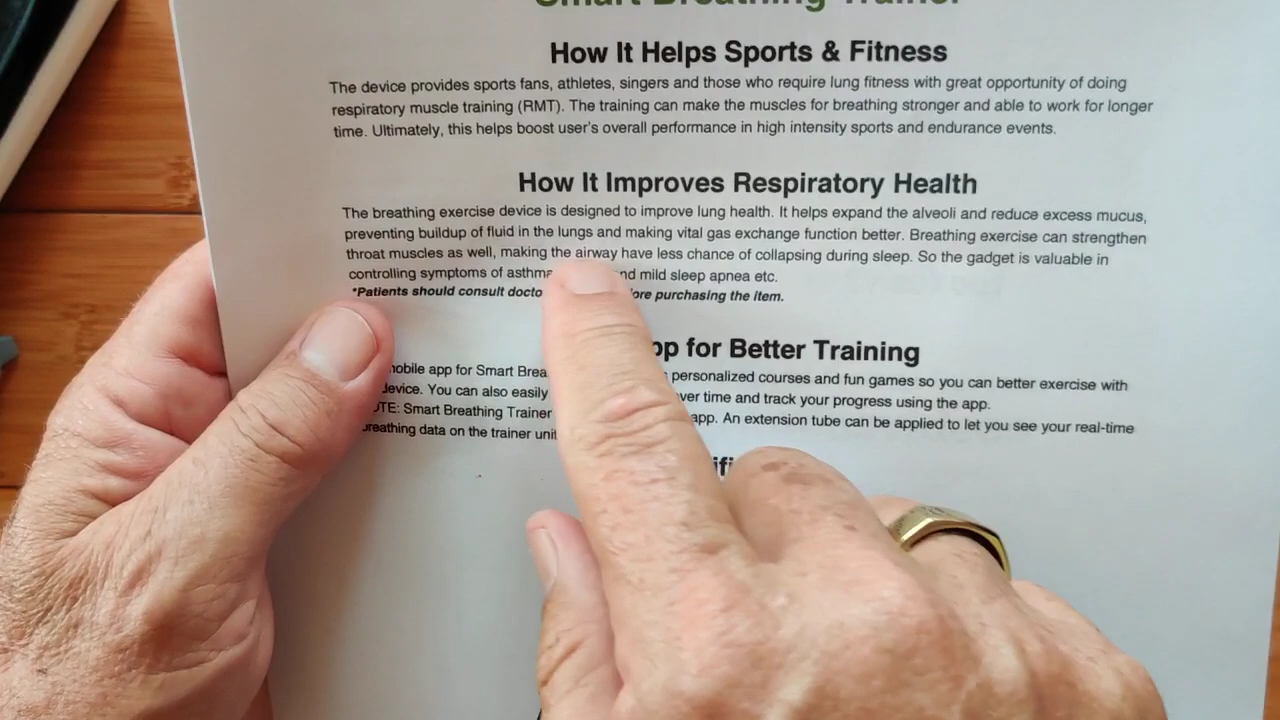 Smart Breathing Trainer
How It Helps Sports & Fitness
The device provides sports fans, athletes, singers and those who require lung fitness with great opportunity of doing
respiratory muscle training (RMT). The training can make the muscles for breathing stronger and able to work for longer
time. Ultimately, this helps boost user's overall performance in high intensity sports and endurance events.
How It Improves Respiratory Health
The breathing exercise device is designed to improve lung health. It helps expand the alveoli and reduce excess mucus,
preventing buildup of fluid in the lungs and making vital gas exchange function better. Breathing exercise can strengthen
throat muscles as well, making the airway have less chance of collapsing during sleep. So the gadget is valuable in
controlling symptoms of asthma nd mild sleep apnea etc.
*Patients should consult docto ore purchasing the item.
pp for Better Training
obile app for Smart Brea personalized courses and fun games so you can better exercise with
device. You can also easily ver time and track your progress using the app.
OTE: Smart Breathing Trainer app. An extension tube can be applied to let you see your real-time
breathing data on the trainer unit
ifi